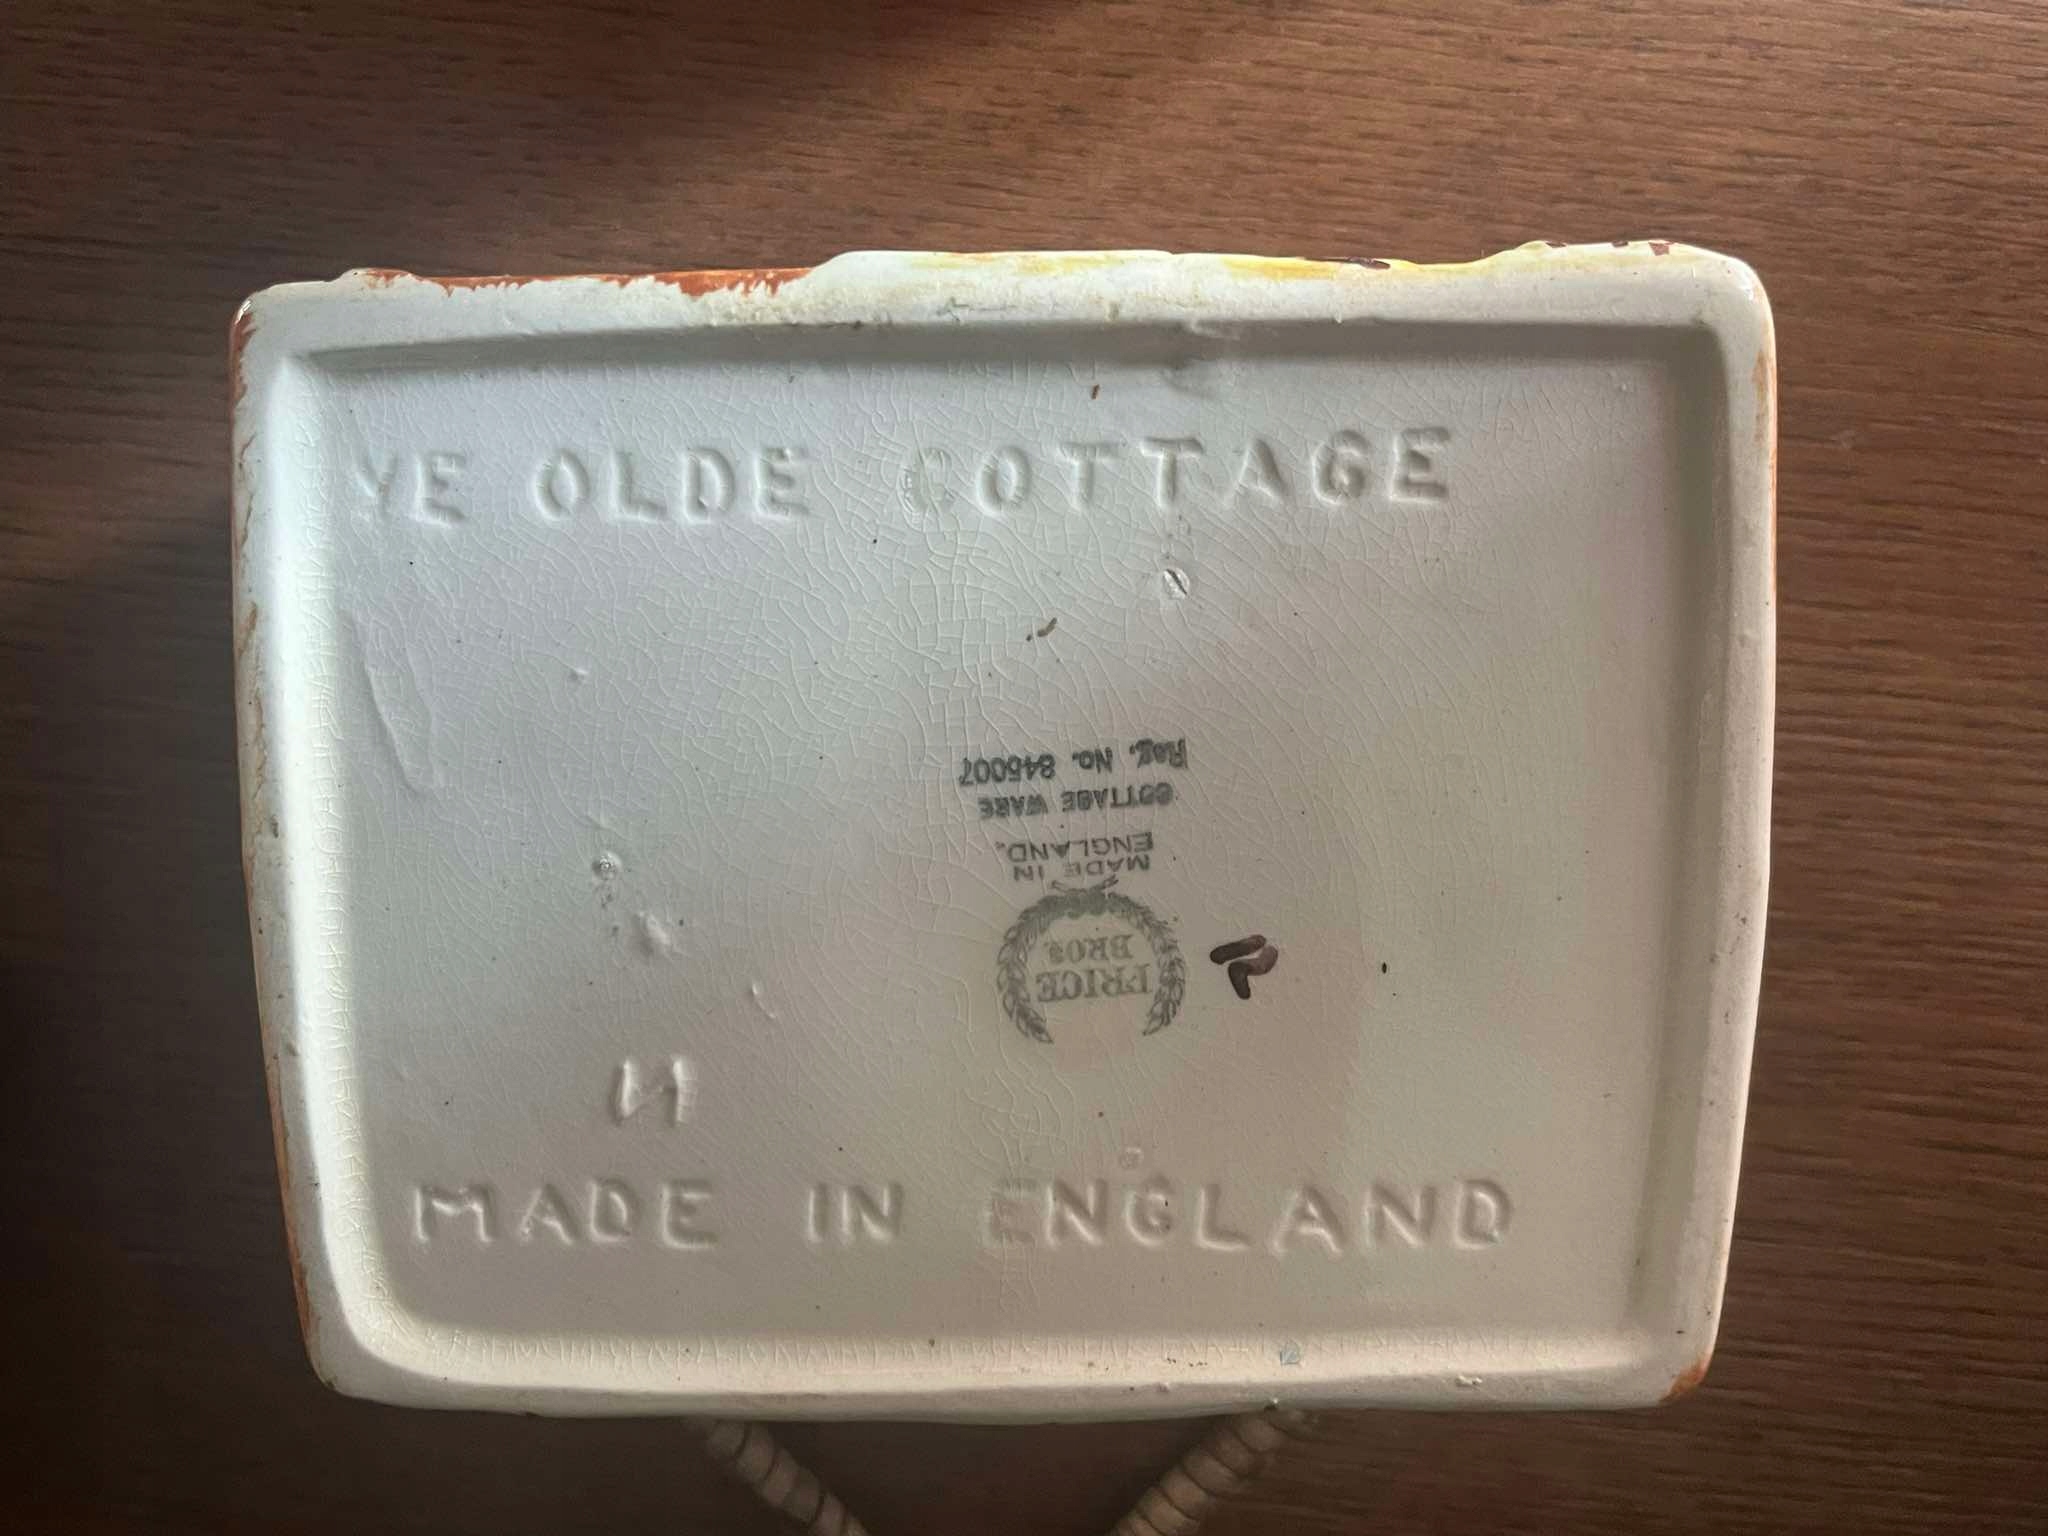 YE OLDE COTTAGE
PRICE
BROS
MADE IN
ENGLAND.
COTTAGE WARE
Reg. No. 845007
N
MADE IN ENGLAND